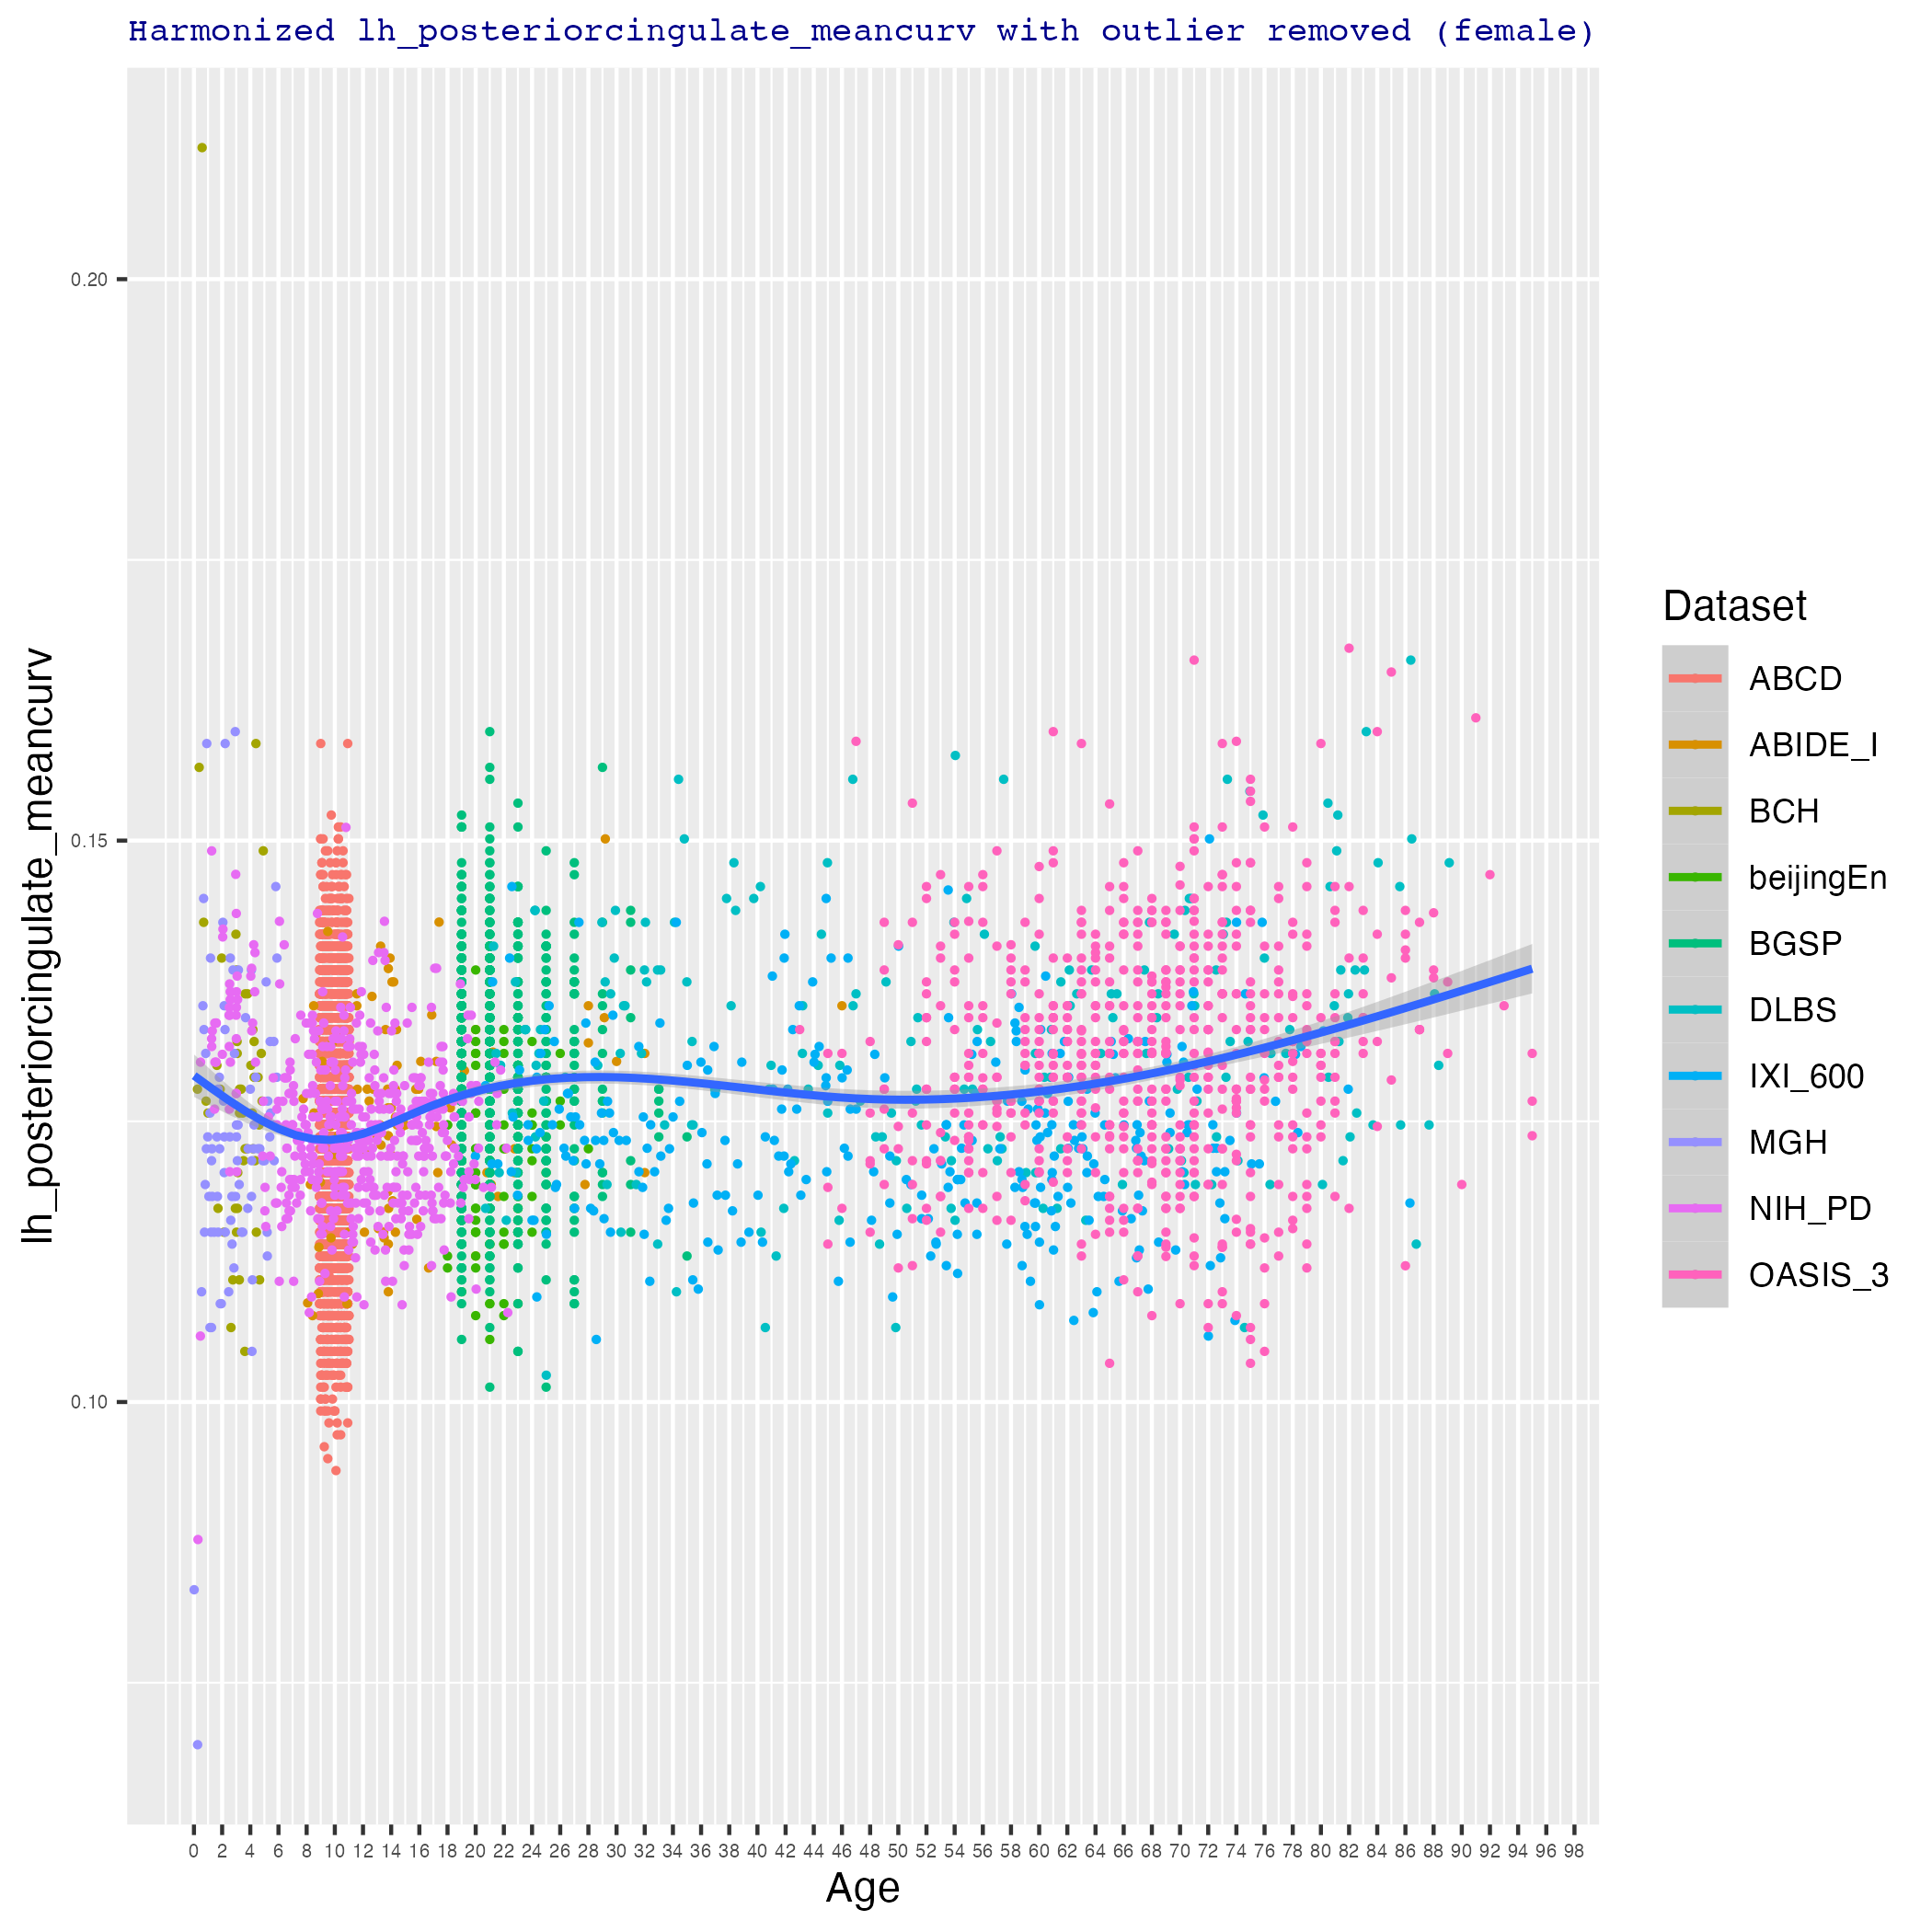 Harmonized lh_posteriorcingulate_meancurv with outlier removed (female)
lh_posteriorcingulate_meancurv
0.20
0.15
0.10
0 2 4 6 8 10 12 14 16 18 20 22 24 26 28 30 32 34 36 38 40 42 44 46 48 50 52 54 56 58 60 62 64 66 68 70 72 74 76 78 80 82 84 86 88 90 92 94 96 98
Age
Dataset
ABCD
ABIDE_I
BCH
beijingEn
BGSP
DLBS
IXI_600
MGH
NIH_PD
OASIS_3